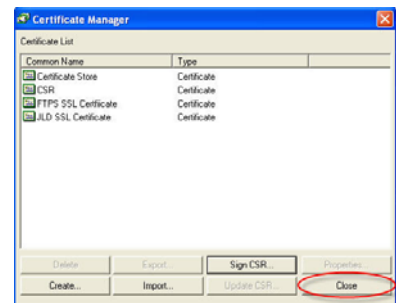 Certificate Manager
Certificate List
Common Name Type
Certificate Store Certificate
CSR Certificate
FTPS SSL Certficate Certificate
JLD SSL Certificate Certificate
Delete Export... Sign CSR... Properties...
Create... Import... Update CSR... Close